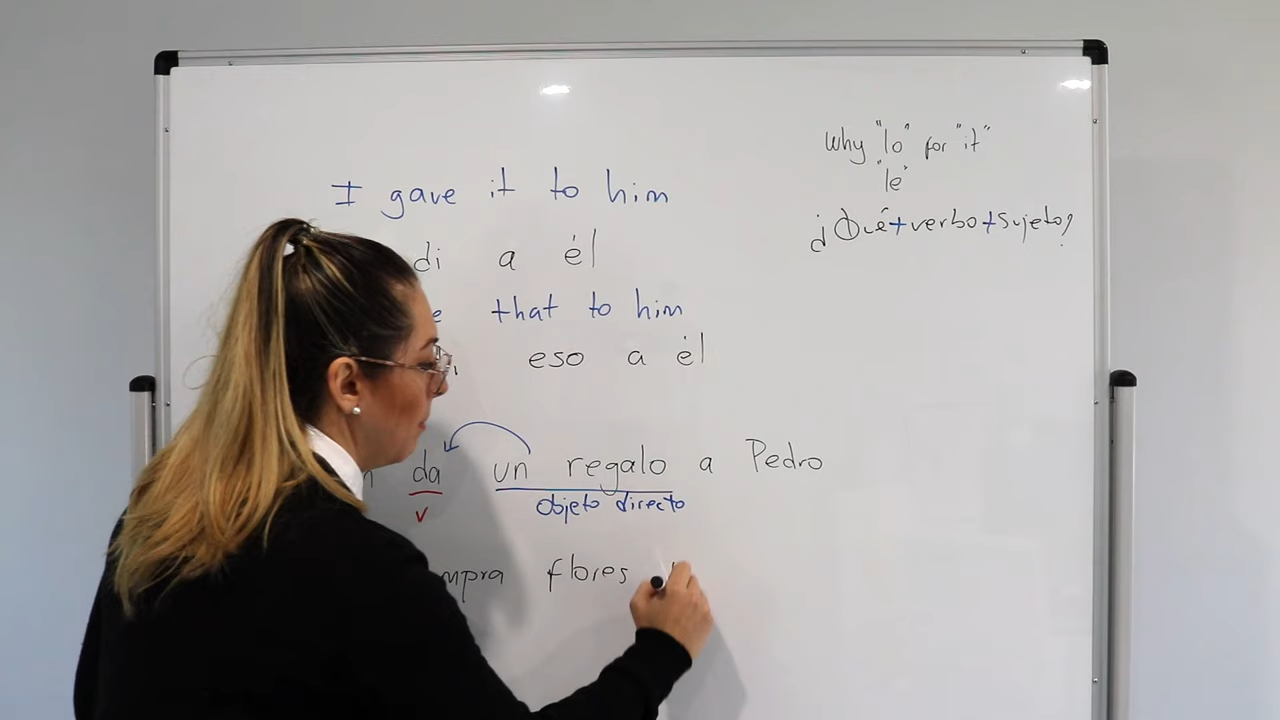 I gave it to him
di a él
that to him
eso a él
da un regalo a Pedro
v objeto directo
flores
why "lo" for "it"
"le"
¿Qué+verbo+sujeto?